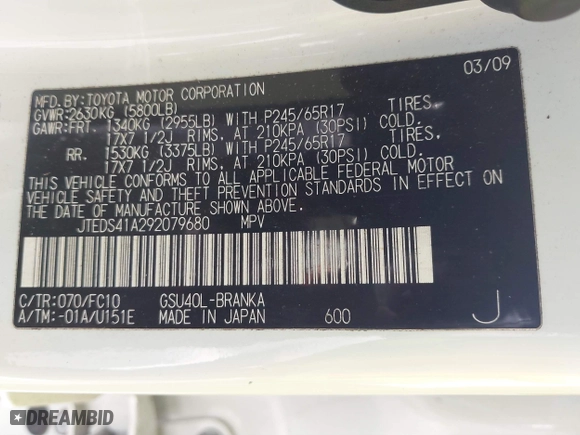 MFD. BY: TOYOTA MOTOR CORPORATION 03/09
GVWR: 2630KG (5800LB)
GAWR: FRT. 1340KG (2955LB) WITH P245/65R17 TIRES,
17X7 1/2J RIMS, AT 210KPA (30PSI) COLD.
RR. 1530KG (3375LB) WITH P245/65R17 TIRES,
17X7 1/2J RIMS, AT 210KPA (30PSI) COLD.
THIS VEHICLE CONFORMS TO ALL APPLICABLE FEDERAL MOTOR
VEHICLE SAFETY AND THEFT PREVENTION STANDARDS IN EFFECT ON
THE DATE OF MANUFACTURE SHOWN ABOVE.
JTEDS41A292079680 MPV
C/TR: 070/FC10 GSU40L-BRANKA
A/TM: -01A/U151E MADE IN JAPAN 600 J
DREAMBID